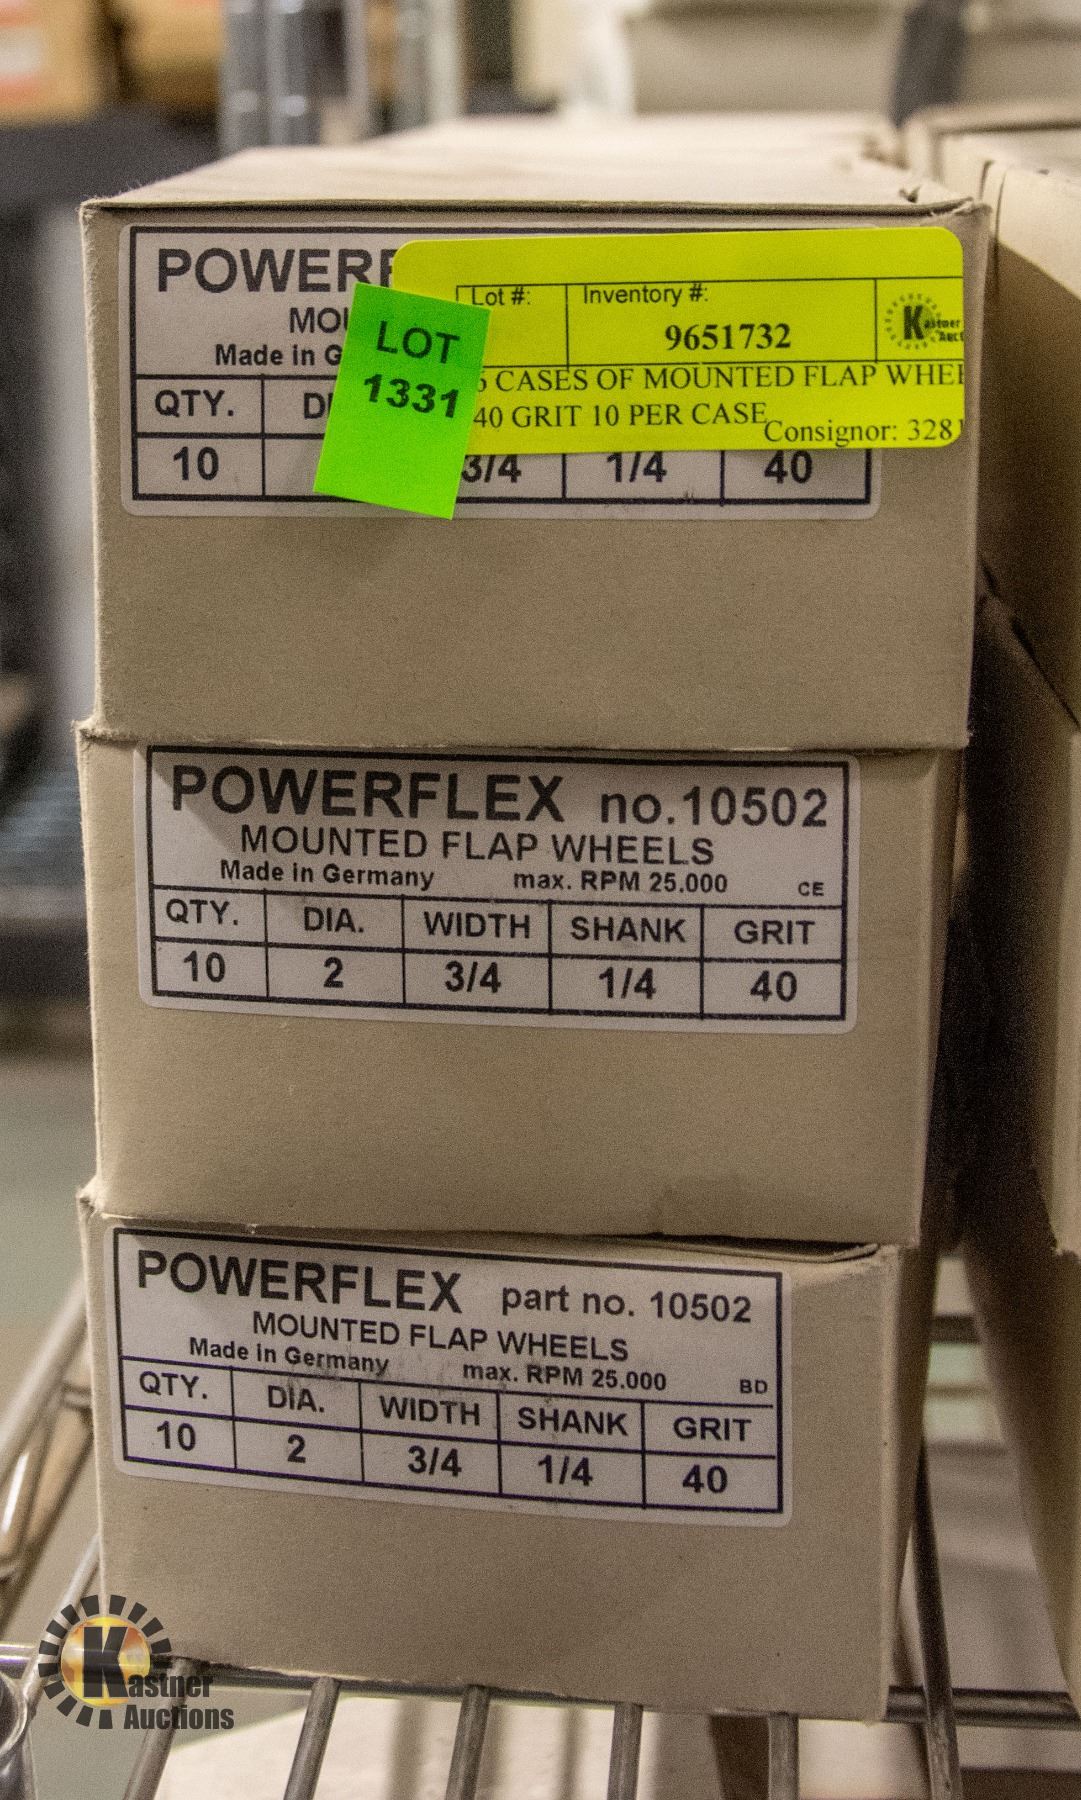 POWERF
MOU
Made in G
QTY. DI
10 3/4 1/4 40
LOT
1331
Lot #: Inventory #:
9651732
Kastner
CASES OF MOUNTED FLAP WHEE
40 GRIT 10 PER CASE
Consignor: 3281
POWERFLEX no.10502
MOUNTED FLAP WHEELS
Made in Germany max. RPM 25.000 CE
QTY. DIA. WIDTH SHANK GRIT
10 2 3/4 1/4 40
POWERFLEX part no. 10502
MOUNTED FLAP WHEELS
Made in Germany max. RPM 25.000 BD
QTY. DIA. WIDTH SHANK GRIT
10 2 3/4 1/4 40
Kastner
Auctions